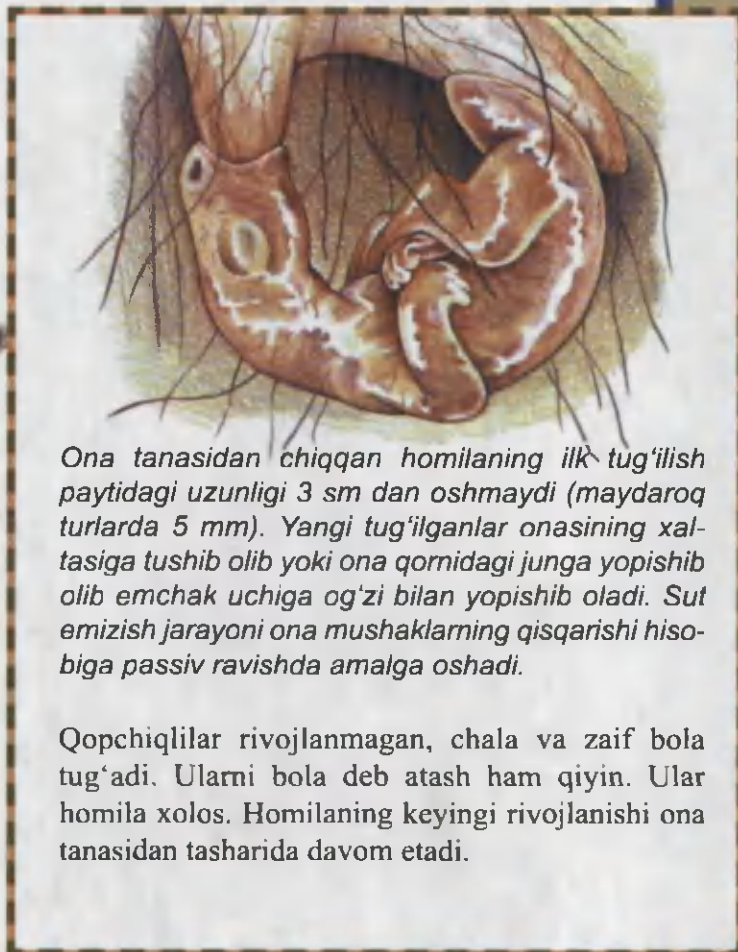 Ona tanasidan chiqqan homilaning ilk tug'ilish
paytidagi uzunligi 3 sm dan oshmaydi (maydaroq
turlarda 5 mm). Yangi tug'ilganlar onasining xal-
tasiga tushib olib yoki ona qornidagi junga yopishib
olib emchak uchiga og'zi bilan yopishib oladi. Sut
emizish jarayoni ona mushaklarning qisqarishi hiso-
biga passiv ravishda amalga oshadi.
Qopchiqlilar rivojlanmagan, chala va zaif bola
tug'adi. Ularni bola deb atash ham qiyin. Ular
homila xolos. Homilaning keyingi rivojlanishi ona
tanasidan tasharida davom etadi.